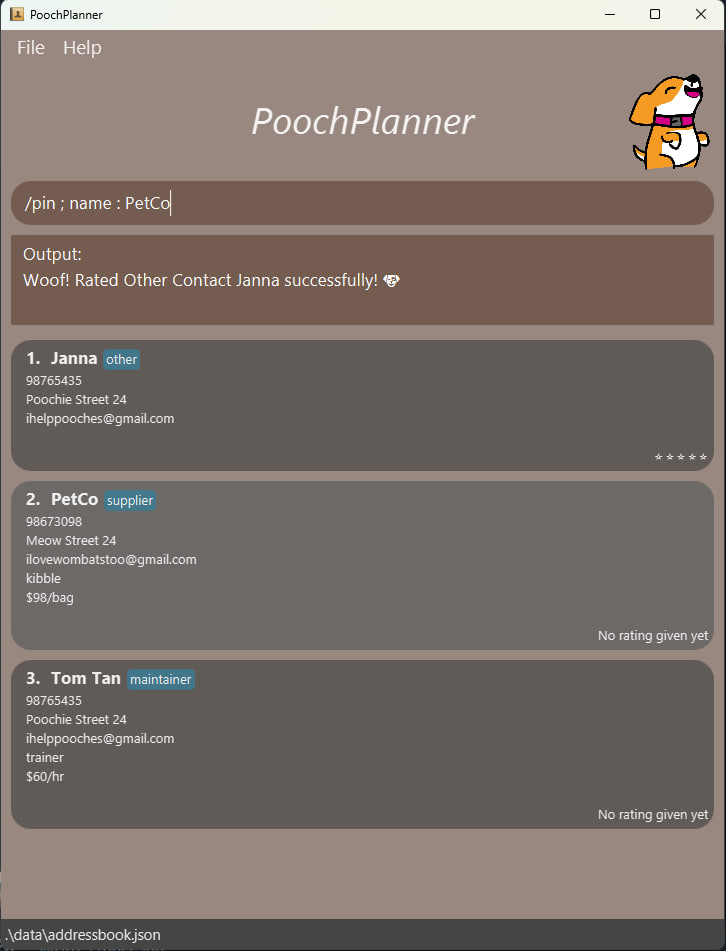 PoochPlanner
File Help
PoochPlanner
/pin ; name : PetCo
Output:
Woof! Rated Other Contact Janna successfully!
1. Janna other
98765435
Poochie Street 24
ihelppooches@gmail.com
★ ★ ★ ★ ★
2. PetCo supplier
98673098
Meow Street 24
ilovewombatstoo@gmail.com
kibble
$98/bag
No rating given yet
3. Tom Tan maintainer
98765435
Poochie Street 24
ihelppooches@gmail.com
trainer
$60/hr
No rating given yet
.\data\addressbook.json